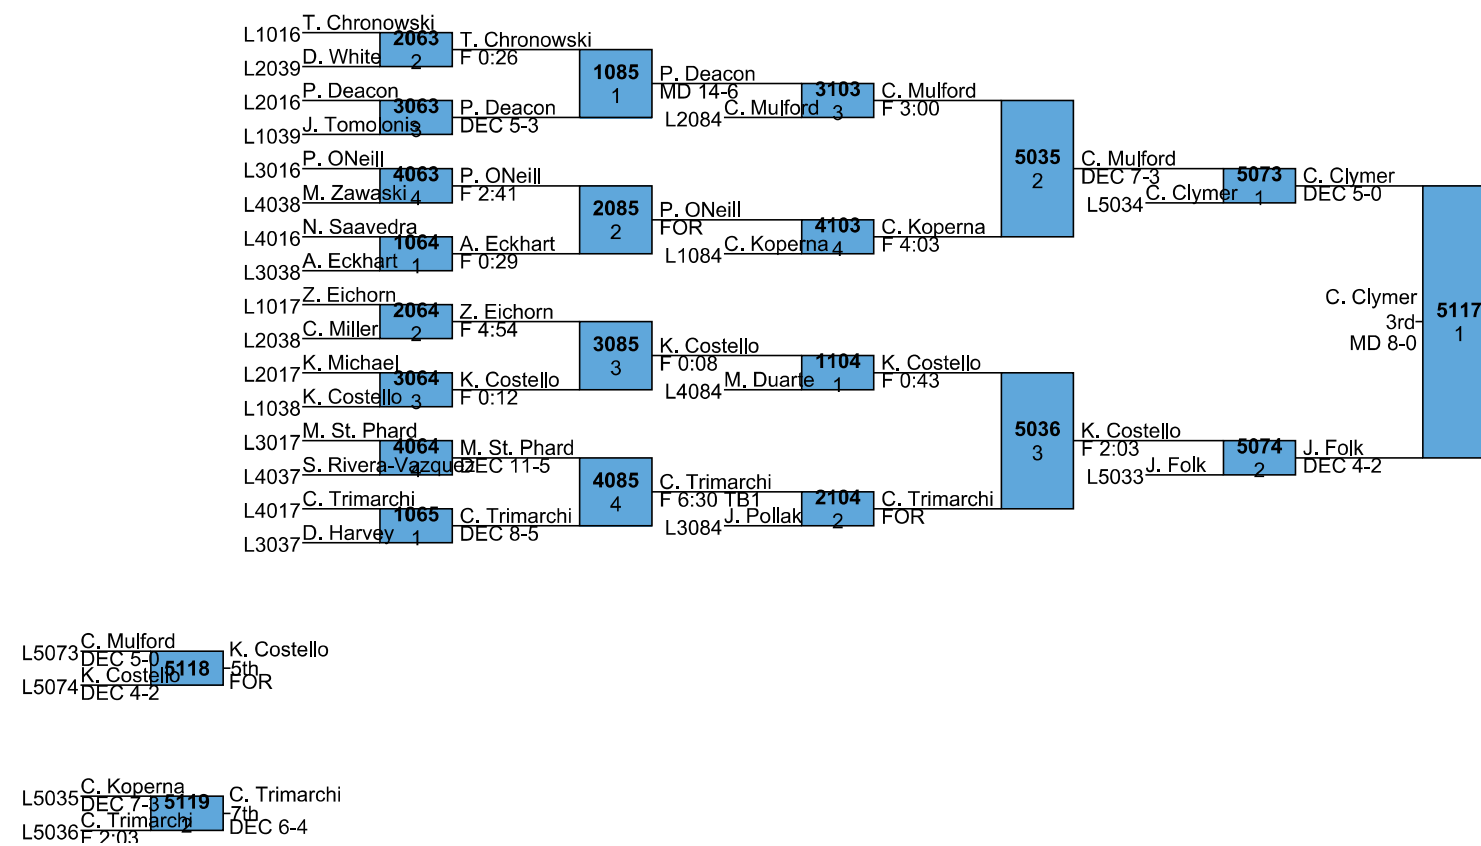 L1016 T. Chronowski
2063
2
L2039 D. White
T. Chronowski
F 0:26
L2016 P. Deacon
3063
3
L1039 J. Tomolonis
P. Deacon
DEC 5-3
1085
1
P. Deacon
MD 14-6
L2084 C. Mulford
3103
3
C. Mulford
F 3:00
L3016 P. ONeill
4063
4
L4038 M. Zawaski
P. ONeill
F 2:41
L4016 N. Saavedra
1064
1
L3038 A. Eckhart
A. Eckhart
F 0:29
2085
2
P. ONeill
FOR
L1084 C. Koperna
4103
4
C. Koperna
F 4:03
5035
2
C. Mulford
DEC 7-3
L5034 C. Clymer
5073
1
C. Clymer
DEC 5-0
L1017 Z. Eichorn
2064
2
L2038 C. Miller
Z. Eichorn
F 4:54
L2017 K. Michael
3064
3
L1038 K. Costello
K. Costello
F 0:12
3085
3
K. Costello
F 0:08
L4084 M. Duarte
1104
1
K. Costello
F 0:43
L3017 M. St. Phard
4064
4
L4037 S. Rivera-Vazquez
M. St. Phard
DEC 11-5
L4017 C. Trimarchi
1065
1
L3037 D. Harvey
C. Trimarchi
DEC 8-5
4085
4
C. Trimarchi
F 6:30 TB1
L3084 J. Pollak
2104
2
C. Trimarchi
FOR
5036
3
K. Costello
F 2:03
L5033 J. Folk
5074
2
J. Folk
DEC 4-2
C. Clymer
3rd
MD 8-0
5117
1
L5073 C. Mulford
DEC 5-0
L5074 K. Costello
DEC 4-2
5118
K. Costello
5th
FOR
L5035 C. Koperna
DEC 7-3
L5036 C. Trimarchi
F 2:03
5119
2
C. Trimarchi
7th
DEC 6-4